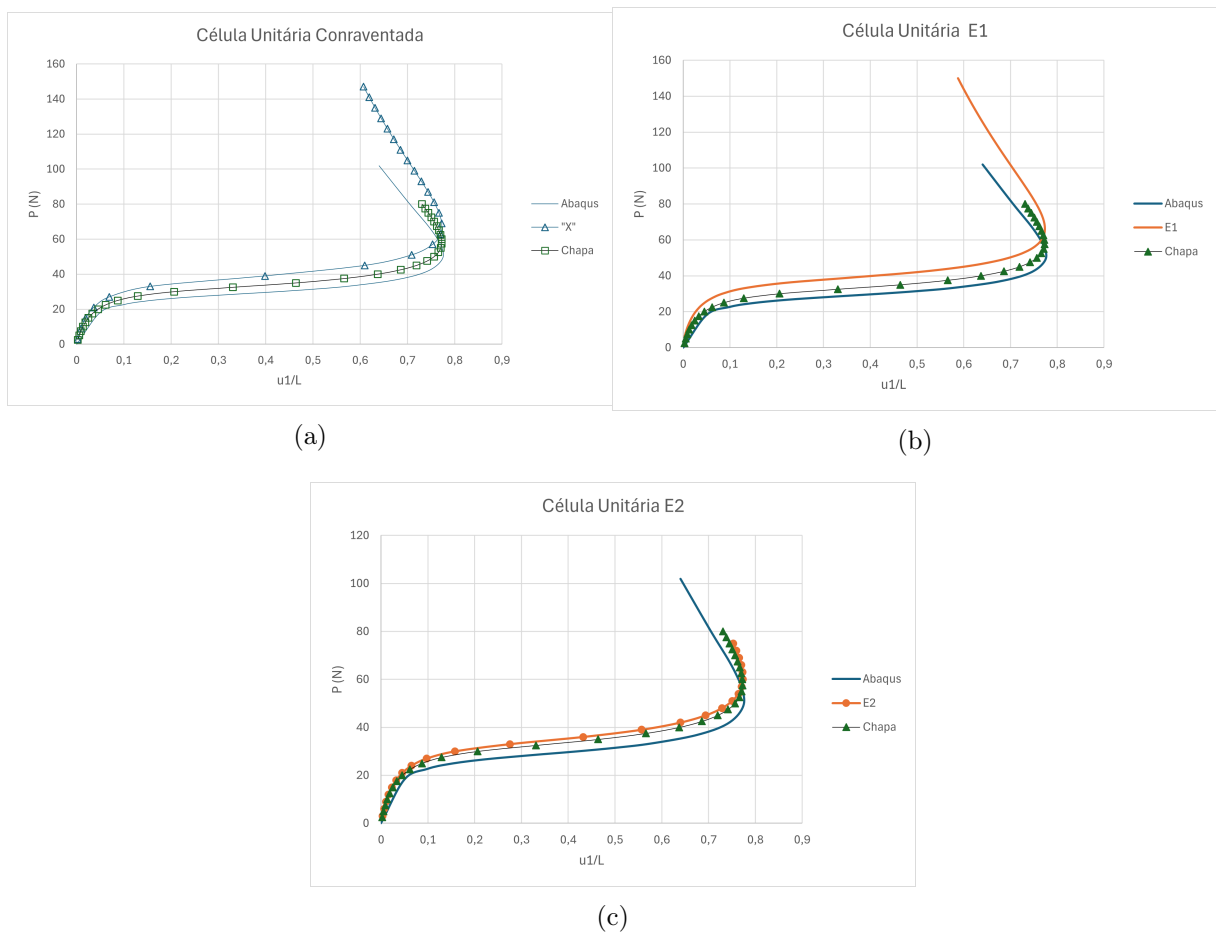 Célula Unitária Conraventada
160
140
120
100
80
60
40
20
0
P (N)
0 0,1 0,2 0,3 0,4 0,5 0,6 0,7 0,8 0,9
u1/L
Abaqus
"X"
Chapa
(a)
Célula Unitária E1
160
140
120
100
80
60
40
20
0
P (N)
0 0,1 0,2 0,3 0,4 0,5 0,6 0,7 0,8 0,9
u1/L
Abaqus
E1
Chapa
(b)
Célula Unitária E2
120
100
80
60
40
20
0
P (N)
0 0,1 0,2 0,3 0,4 0,5 0,6 0,7 0,8 0,9
u1/L
Abaqus
E2
Chapa
(c)